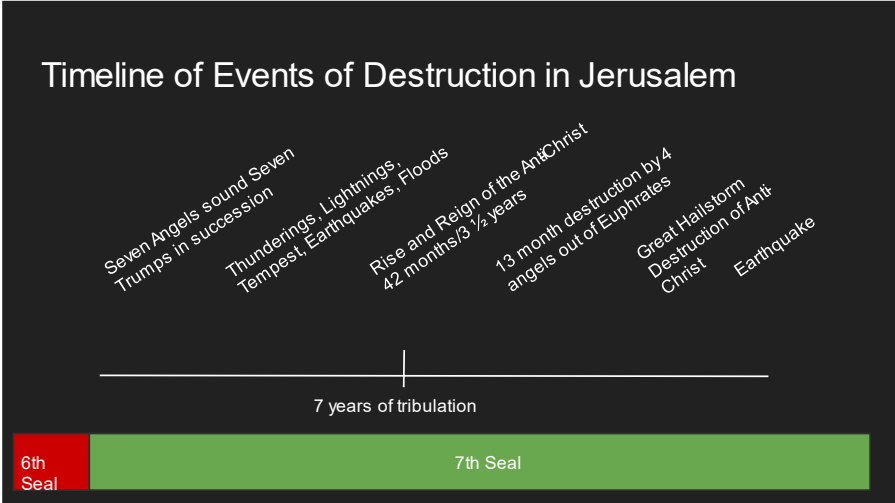 Timeline of Events of Destruction in Jerusalem
Seven Angels sound Seven
Trumps in succession
Thunderings, Lightnings,
Tempest, Earthquakes, Floods
Rise and Reign of the AntiChrist
42 months/3 ½ years
13 month destruction by 4
angels out of Euphrates
Great Hailstorm
Destruction of Anti-
Christ
Earthquake
7 years of tribulation
6th
Seal
7th Seal